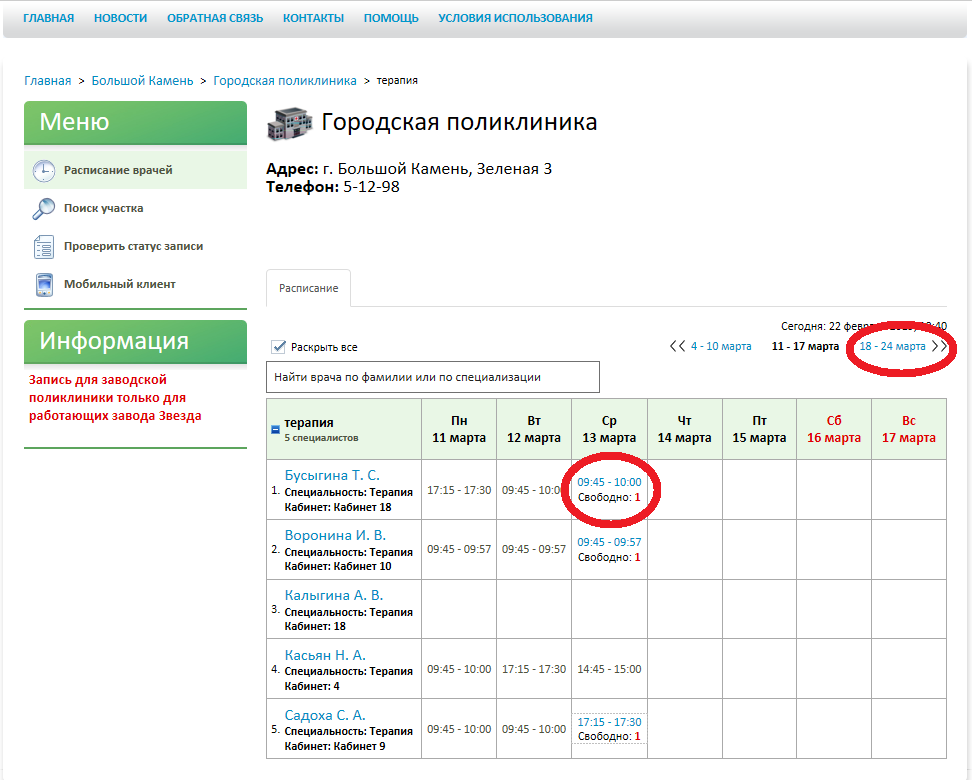 ГЛАВНАЯ НОВОСТИ ОБРАТНАЯ СВЯЗЬ КОНТАКТЫ ПОМОЩЬ УСЛОВИЯ ИСПОЛЬЗОВАНИЯ
Главная > Большой Камень > Городская поликлиника > терапия
Меню
Расписание врачей
Поиск участка
Проверить статус записи
Мобильный клиент
Информация
Запись для заводской
поликлиники только для
работающих завода Звезда
Городская поликлиника
Адрес: г. Большой Камень, Зеленая 3
Телефон: 5-12-98
Расписание
Сегодня: 22
Раскрыть все
4 - 10 марта 11 - 17 марта 18 - 24 марта
Найти врача по фамилии или по специализации
терапия
5 специалистов
Пн
11 марта
Вт
12 марта
Ср
13 марта
Чт
14 марта
Пт
15 марта
Сб
16 марта
Вс
17 марта
1.
Бусыгина Т. С.
Специальность: Терапия
Кабинет: Кабинет 18
17:15 - 17:30
09:45 - 10:00
09:45 - 10:00
Свободно: 1
2.
Воронина И. В.
Специальность: Терапия
Кабинет: Кабинет 10
09:45 - 09:57
09:45 - 09:57
09:45 - 09:57
Свободно: 1
3.
Калыгина А. В.
Специальность: Терапия
Кабинет: 18
4.
Касьян Н. А.
Специальность: Терапия
Кабинет: 4
09:45 - 10:00
17:15 - 17:30
14:45 - 15:00
5.
Садоха С. А.
Специальность: Терапия
Кабинет: Кабинет 9
09:45 - 10:00
09:45 - 10:00
17:15 - 17:30
Свободно: 1